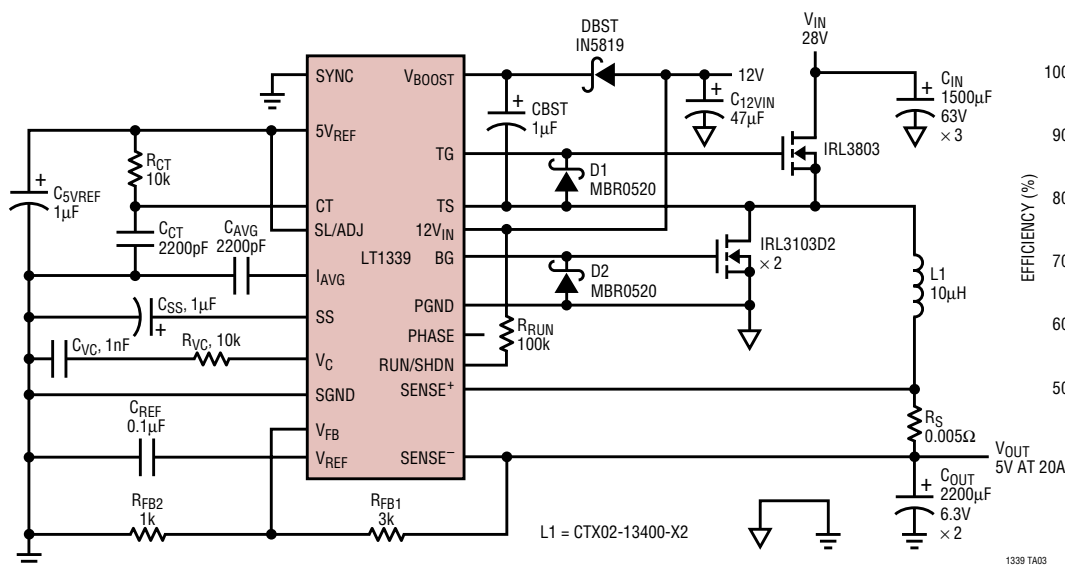 DBST
IN5819
VIN
28V
SYNC
VBOOST
12V
+
CBST
1µF
+
C12VIN
47µF
+
CIN
1500µF
63V
× 3
100
5VREF
RCT
10k
+
C5VREF
1µF
TG
D1
MBR0520
IRL3803
90
CT
TS
80
EFFICIENCY (%)
CCT
2200pF
CAVG
2200pF
SL/ADJ
12VIN
LT1339
BG
IRL3103D2
× 2
D2
MBR0520
IAVG
L1
10µH
70
CSS, 1µF
+
SS
PGND
PHASE
RRUN
100k
60
CVC, 1nF
RVC, 10k
VC
RUN/SHDN
SGND
SENSE+
50
CREF
0.1µF
VFB
RS
0.005Ω
VREF
SENSE−
VOUT
5V AT 20A
+
COUT
2200µF
6.3V
× 2
RFB2
1k
RFB1
3k
L1 = CTX02-13400-X2
1339 TA03